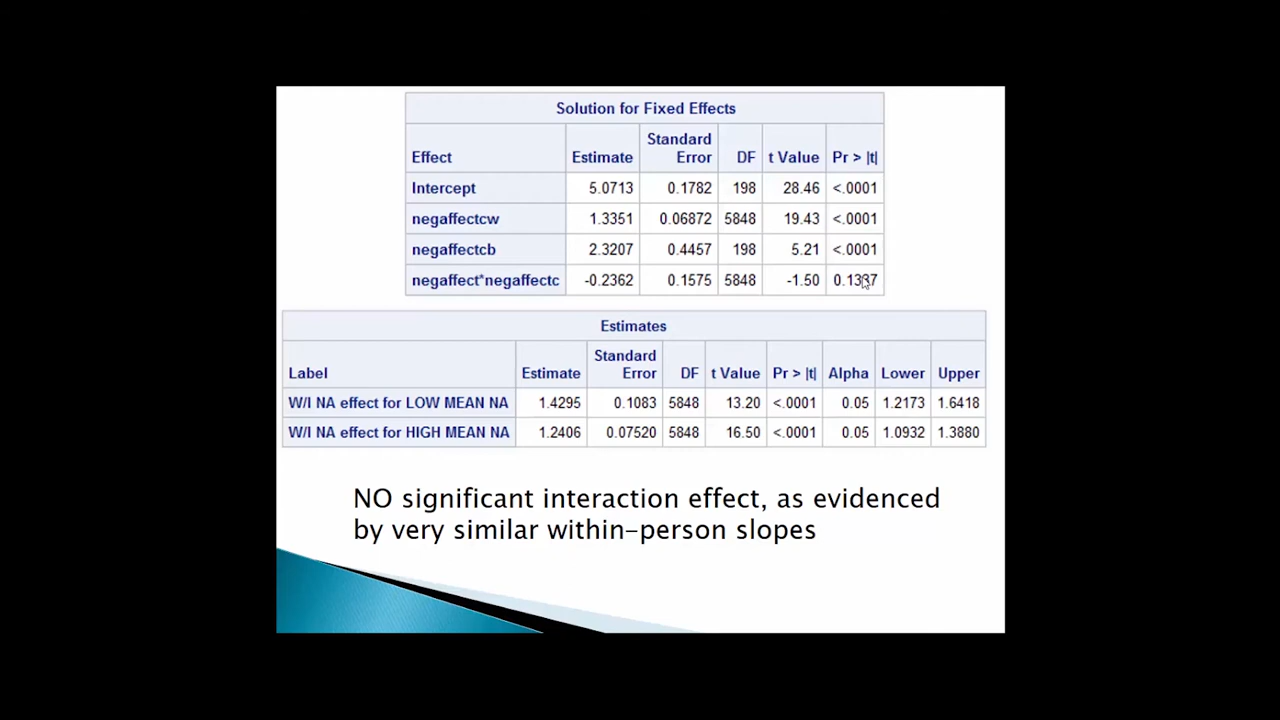 Solution for Fixed Effects
Effect Estimate Standard Error DF t Value Pr > |t|
Intercept 5.0713 0.1782 198 28.46 <.0001
negaffectcw 1.3351 0.06872 5848 19.43 <.0001
negaffectcb 2.3207 0.4457 198 5.21 <.0001
negaffect*negaffectc -0.2362 0.1575 5848 -1.50 0.1337
Estimates
Label Estimate Standard Error DF t Value Pr > |t| Alpha Lower Upper
W/I NA effect for LOW MEAN NA 1.4295 0.1083 5848 13.20 <.0001 0.05 1.2173 1.6418
W/I NA effect for HIGH MEAN NA 1.2406 0.07520 5848 16.50 <.0001 0.05 1.0932 1.3880
NO significant interaction effect, as evidenced
by very similar within-person slopes